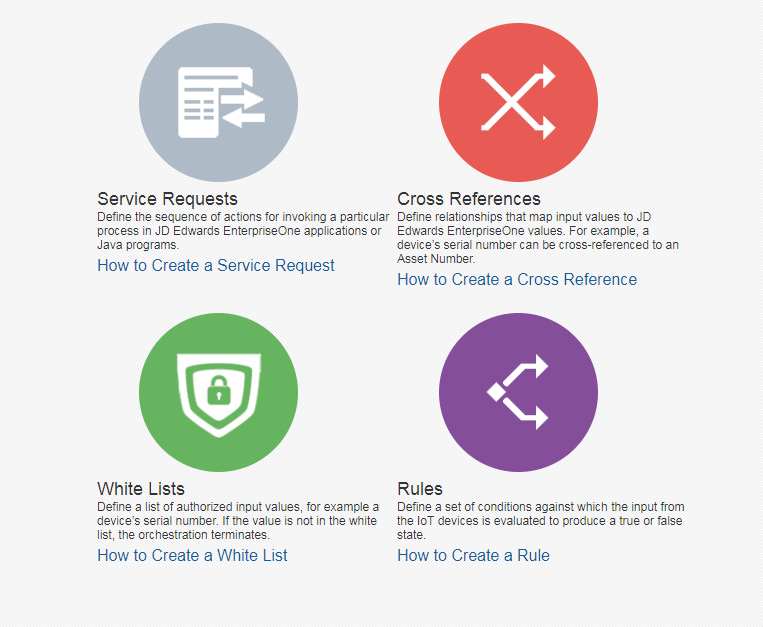 Service Requests
Define the sequence of actions for invoking a particular
process in JD Edwards EnterpriseOne applications or
Java programs.
How to Create a Service Request
Cross References
Define relationships that map input values to JD
Edwards EnterpriseOne values. For example, a
device's serial number can be cross-referenced to an
Asset Number.
How to Create a Cross Reference
White Lists
Define a list of authorized input values, for example a
device's serial number. If the value is not in the white
list, the orchestration terminates.
How to Create a White List
Rules
Define a set of conditions against which the input from
the IoT devices is evaluated to produce a true or false
state.
How to Create a Rule